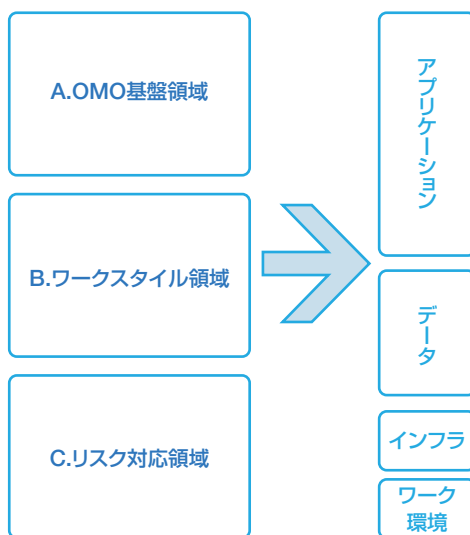 A.OMO基盤領域
B.ワークスタイル領域
C.リスク対応領域
アプリケーション
データ
インフラ
ワーク
環境